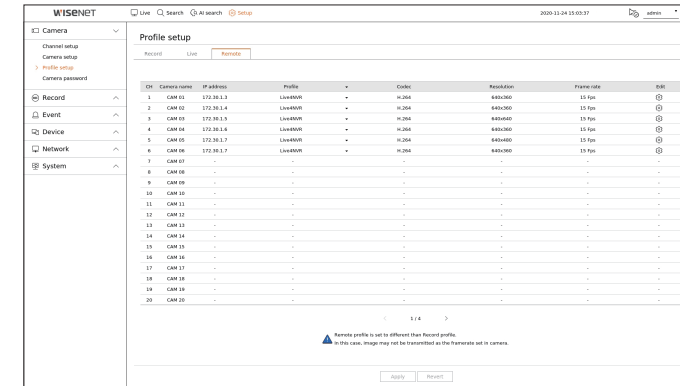 WISENET Live Search AI search Setup 2020-11-24 15:03:37 admin
Camera
Channel setup
Camera setup
> Profile setup
Camera password
Record
Event
Device
Network
System
Profile setup
Record Live Remote
CH Camera name IP address Profile Codec Resolution Frame rate Edit
1 CAM 01 172.30.1.3 Live4NVR H.264 640x360 15 Fps
2 CAM 02 172.30.1.4 Live4NVR H.264 640x360 15 Fps
3 CAM 03 172.30.1.5 Live4NVR H.264 640x640 15 Fps
4 CAM 04 172.30.1.6 Live4NVR H.264 640x360 15 Fps
5 CAM 05 172.30.1.7 Live4NVR H.264 640x480 15 Fps
6 CAM 06 172.30.1.7 Live4NVR H.264 640x360 15 Fps
7 CAM 07 - - - - - -
8 CAM 08 - - - - - -
9 CAM 09 - - - - - -
10 CAM 10 - - - - - -
11 CAM 11 - - - - - -
12 CAM 12 - - - - - -
13 CAM 13 - - - - - -
14 CAM 14 - - - - - -
15 CAM 15 - - - - - -
16 CAM 16 - - - - - -
17 CAM 17 - - - - - -
18 CAM 18 - - - - - -
19 CAM 19 - - - - - -
20 CAM 20 - - - - - -
< 1 / 4 >
Remote profile is set to different than Record profile.
In this case, image may not be transmitted as the framerate set in camera.
Apply Revert